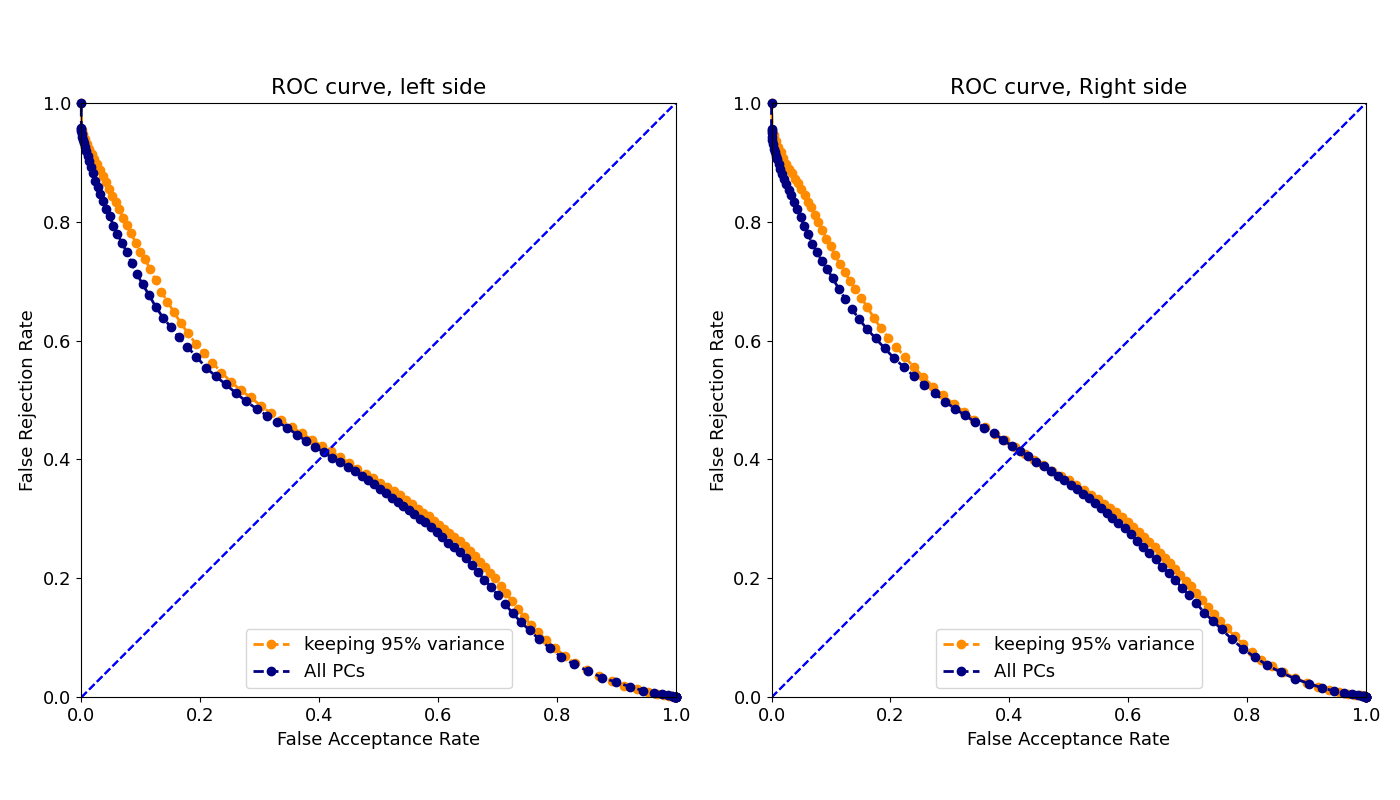 ROC curve, left side
1.0
0.8
0.6
0.4
0.2
0.0
False Rejection Rate
keeping 95% variance
All PCs
0.0 0.2 0.4 0.6 0.8 1.0
False Acceptance Rate
ROC curve, Right side
1.0
0.8
0.6
0.4
0.2
0.0
False Rejection Rate
keeping 95% variance
All PCs
0.0 0.2 0.4 0.6 0.8 1.0
False Acceptance Rate